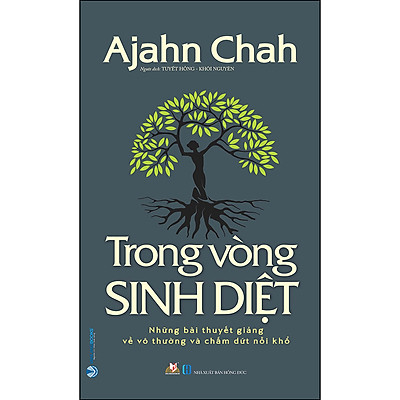 Ajahn Chah
Người dịch: TUYẾT HỒNG - KHÔI NGUYÊN
Trong vòng
SINH DIỆT
Những bài thuyết giảng
về vô thường và chấm dứt nỗi khổ
NHÀ XUẤT BẢN HỒNG ĐỨC